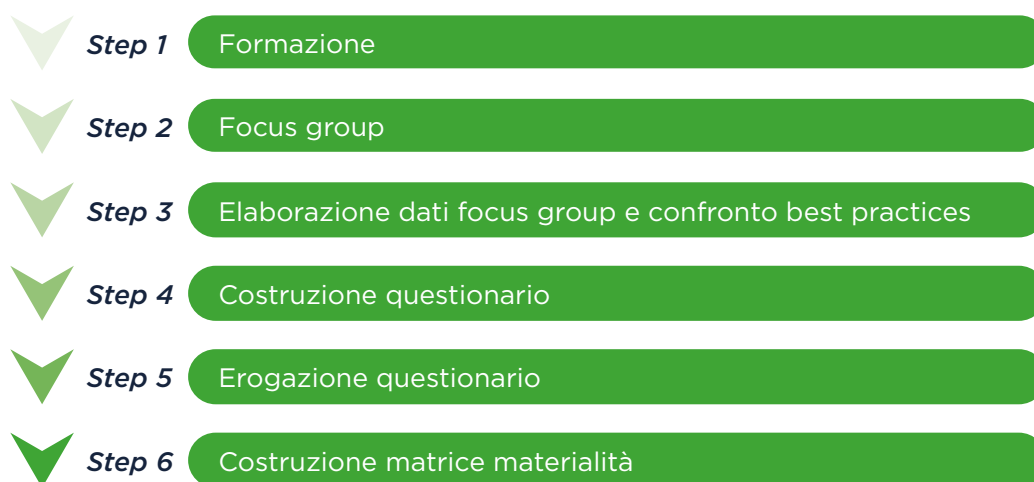 Step 1 Formazione
Step 2 Focus group
Step 3 Elaborazione dati focus group e confronto best practices
Step 4 Costruzione questionario
Step 5 Erogazione questionario
Step 6 Costruzione matrice materialità